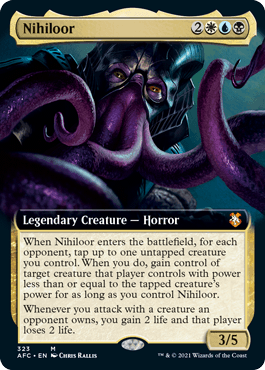 Nihiloor 2
Legendary Creature — Horror
When Nihiloor enters the battlefield, for each
opponent, tap up to one untapped creature
you control. When you do, gain control of
target creature that player controls with power
less than or equal to the tapped creature's
power for as long as you control Nihiloor.
Whenever you attack with a creature an
opponent owns, you gain 2 life and that player
loses 2 life.
3/5
323 M
AFC • EN Chris Rallis ™ & © 2021 Wizards of the Coast